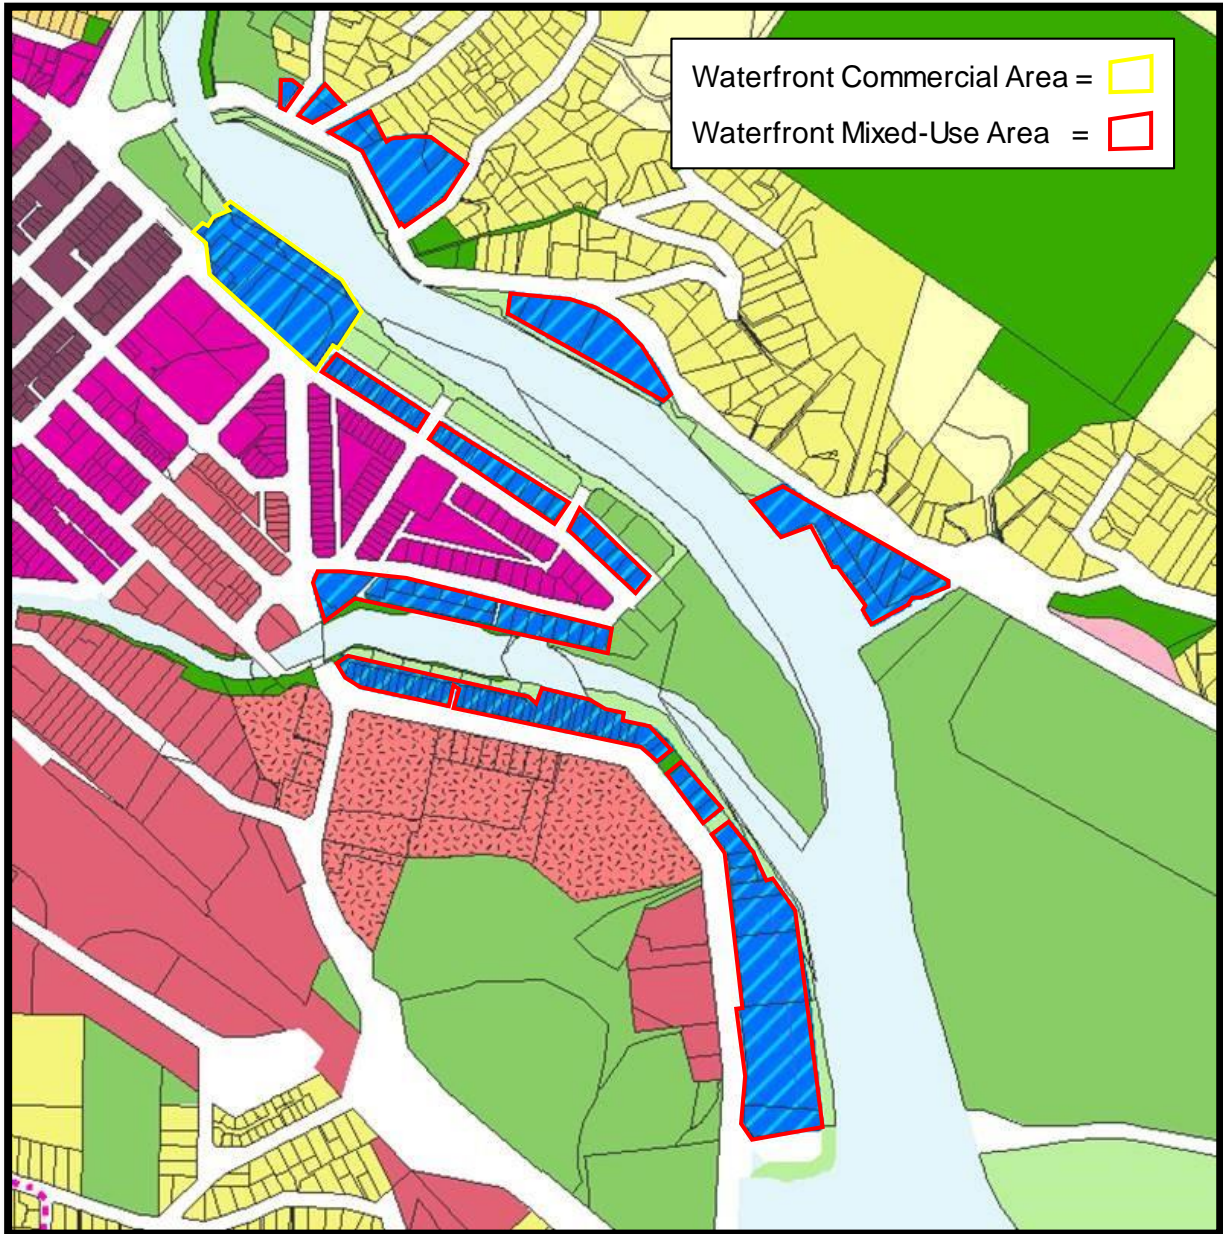 Waterfront Commercial Area =
Waterfront Mixed-Use Area =